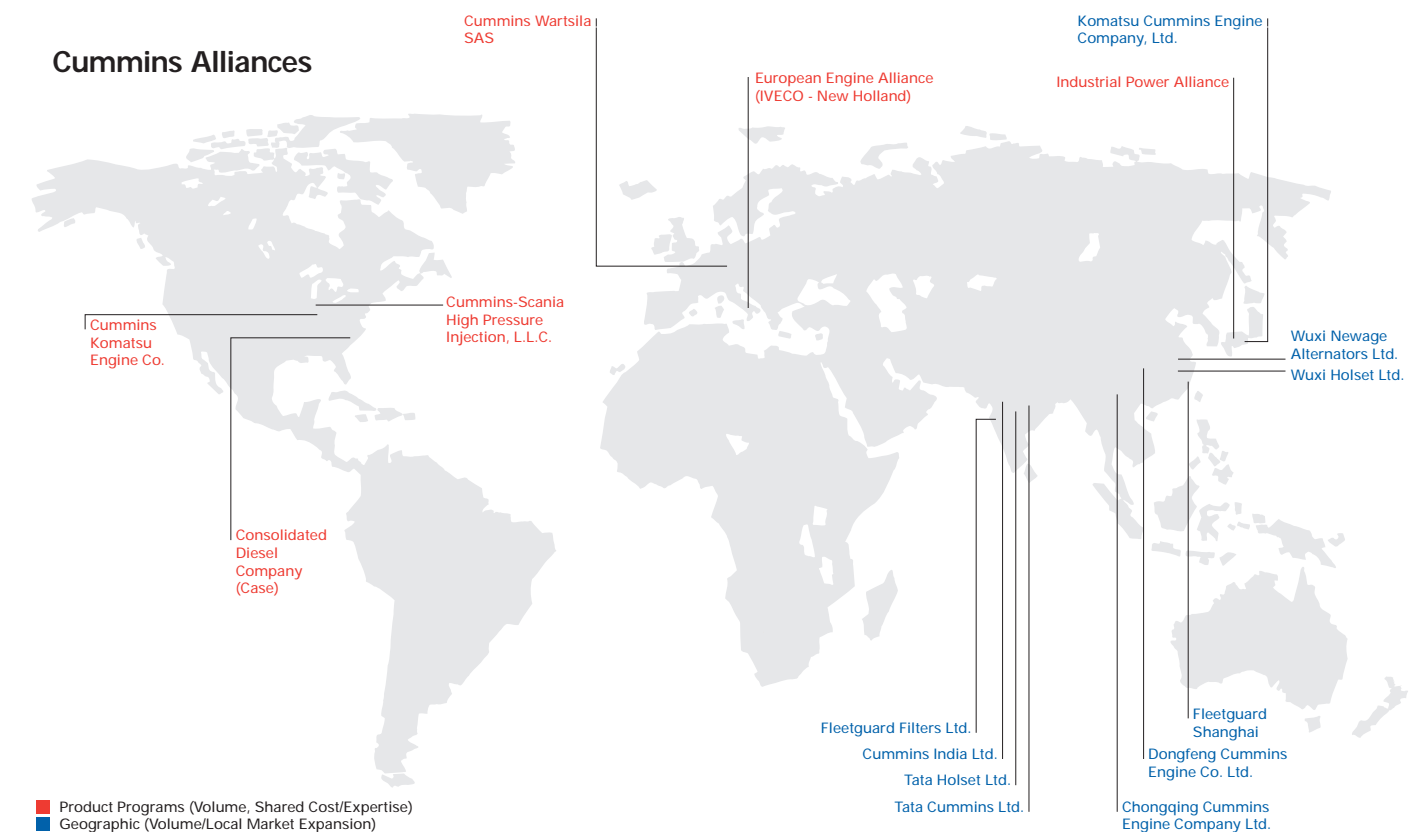 Cummins Alliances
Cummins Wartsila
SAS
European Engine Alliance
(IVECO - New Holland)
Komatsu Cummins Engine
Company, Ltd.
Industrial Power Alliance
Cummins
Komatsu
Engine Co.
Cummins-Scania
High Pressure
Injection, L.L.C.
Wuxi Newage
Alternators Ltd.
Wuxi Holset Ltd.
Consolidated
Diesel
Company
(Case)
Fleetguard Filters Ltd.
Cummins India Ltd.
Tata Holset Ltd.
Tata Cummins Ltd.
Fleetguard
Shanghai
Dongfeng Cummins
Engine Co. Ltd.
Chongqing Cummins
Engine Company Ltd.
Product Programs (Volume, Shared Cost/Expertise)
Geographic (Volume/Local Market Expansion)